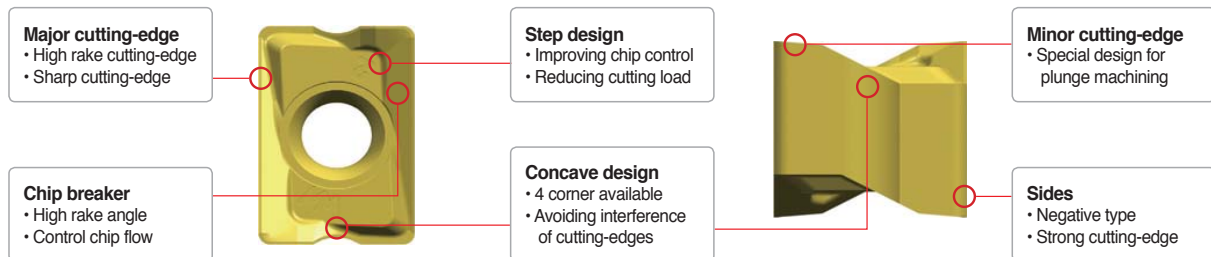 Major cutting-edge
• High rake cutting-edge
• Sharp cutting-edge
Step design
• Improving chip control
• Reducing cutting load
Minor cutting-edge
• Special design for
plunge machining
Chip breaker
• High rake angle
• Control chip flow
Concave design
• 4 corner available
• Avoiding interference
of cutting-edges
Sides
• Negative type
• Strong cutting-edge